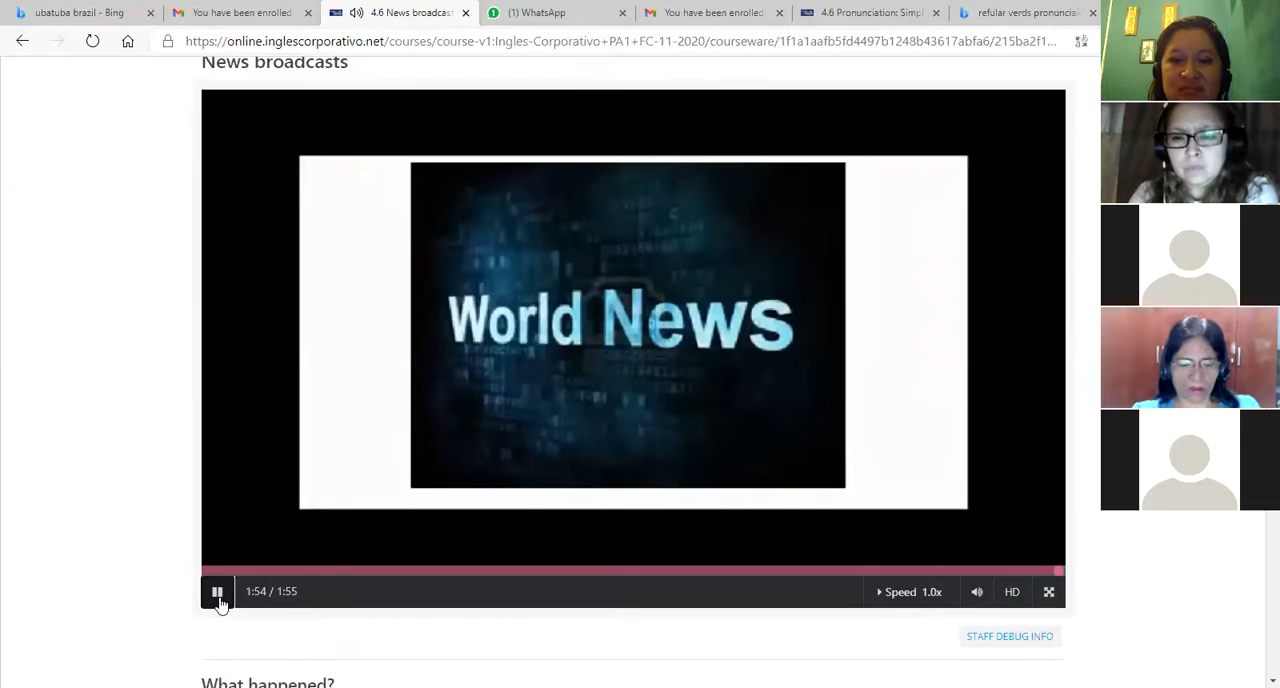 ubatuba brazil - Bing
You have been enrolled
4.6 News broadcast
(1) WhatsApp
You have been enrolled
4.6 Pronunciation: Simpl
refular verds pronunciai
https://online.inglescorporativo.net/courses/course-v1:Ingles-Corporativo+PA1+FC-11-2020/courseware/1f1a1aafb5fd4497b1248b43617abfa6/215ba2f1...
News broadcasts
World News
1:54 / 1:55
Speed 1.0x
HD
STAFF DEBUG INFO
What happened?